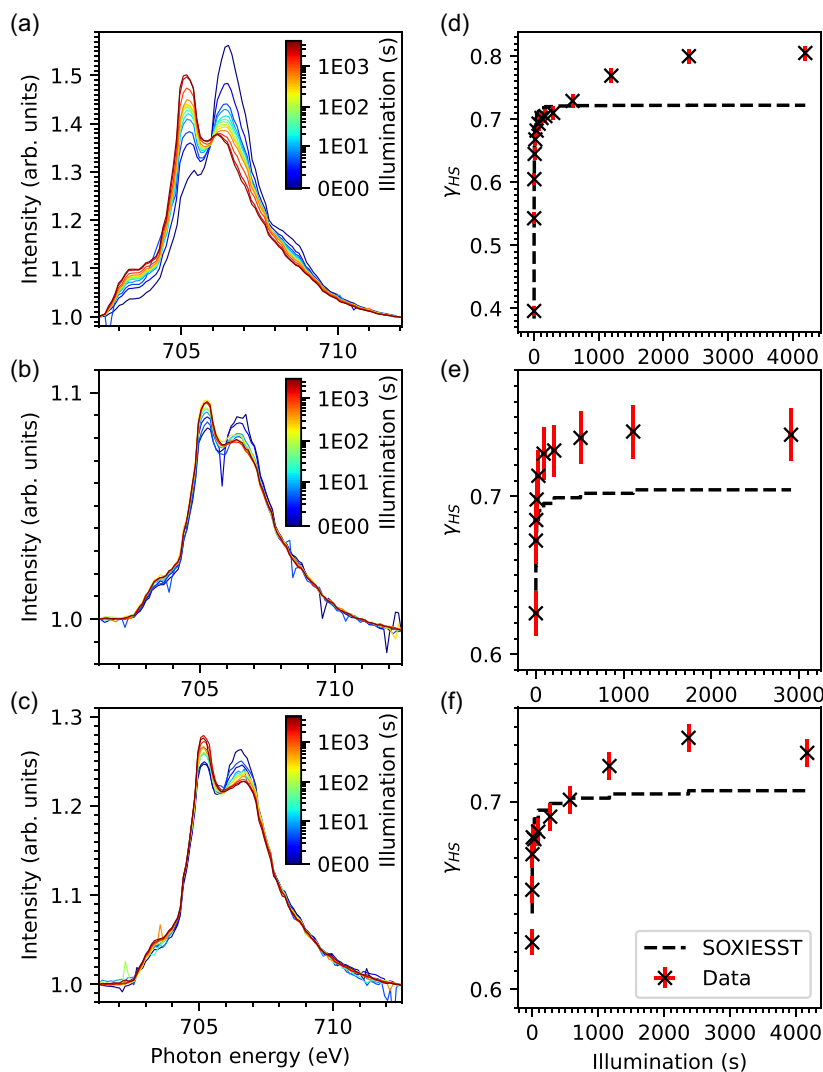 (a)
Intensity (arb. units)
1.5
1.4
1.3
1.2
1.1
1.0
705
710
1E03
1E02
1E01
0E00
Illumination (s)
(d)
γHS
0.8
0.7
0.6
0.5
0.4
0
1000
2000
3000
4000
(b)
Intensity (arb. units)
1.1
1.0
705
710
1E03
1E02
1E01
0E00
Illumination (s)
(e)
γHS
0.7
0.6
0
1000
2000
3000
(c)
Intensity (arb. units)
1.3
1.2
1.1
1.0
705
710
Photon energy (eV)
1E03
1E02
1E01
0E00
Illumination (s)
(f)
γHS
0.7
0.6
0
1000
2000
3000
4000
Illumination (s)
SOXIESST
Data